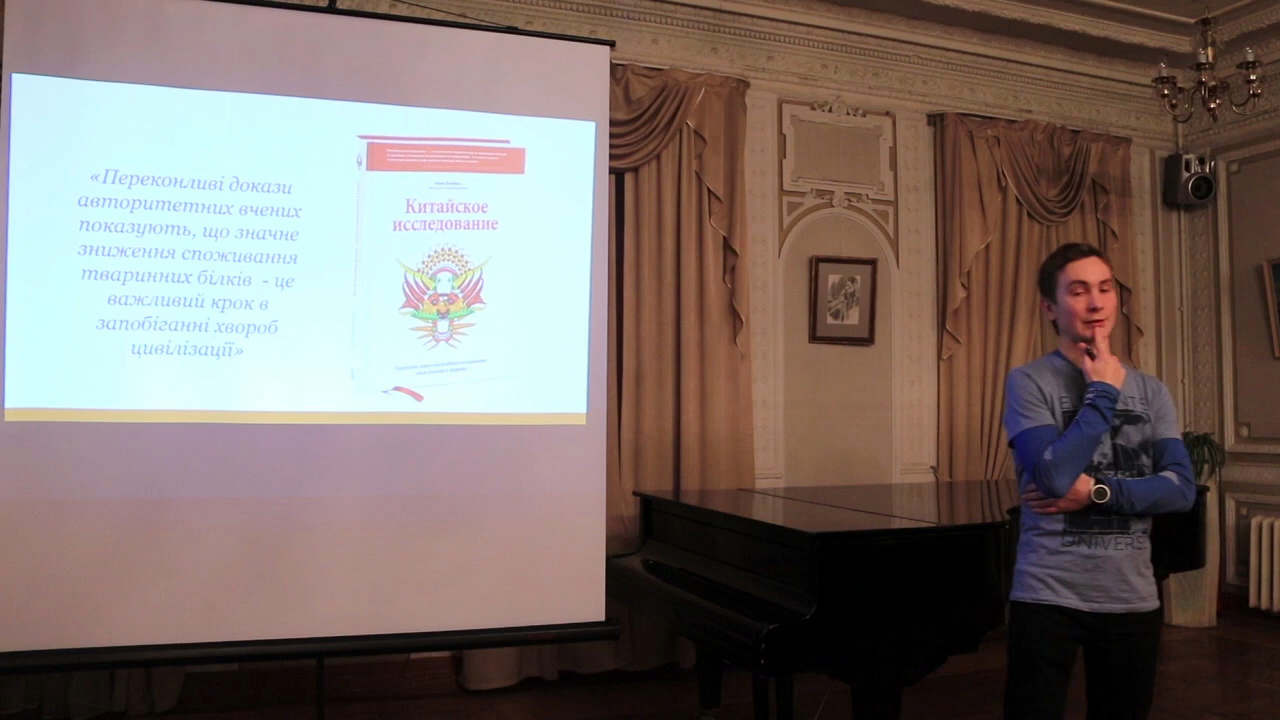 «Переконливі докази
авторитетних вчених
показують, що значне
зниження споживання
тваринних білків - це
важливий крок в
запобіганні хвороб
цивілізації»
Китайское
исследование
UNIVERS